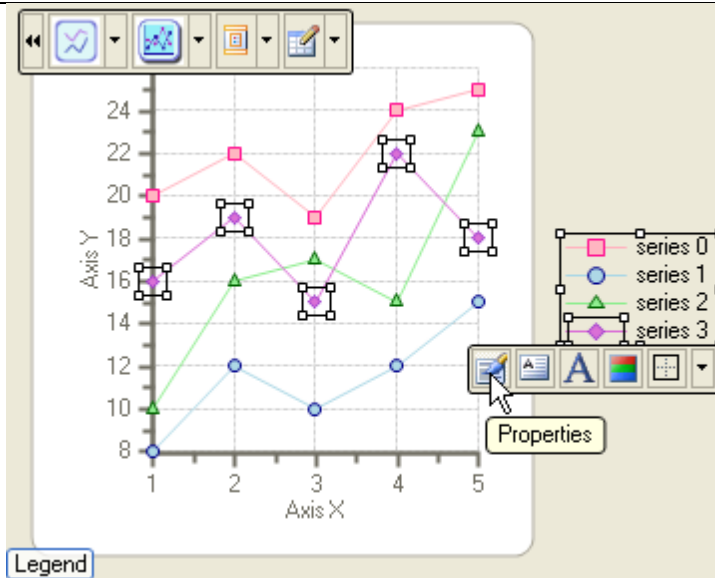 24
22
20
18
16
14
12
10
8
Axis Y
1 2 3 4 5
Axis X
series 0
series 1
series 2
series 3
A
A
Properties
Legend